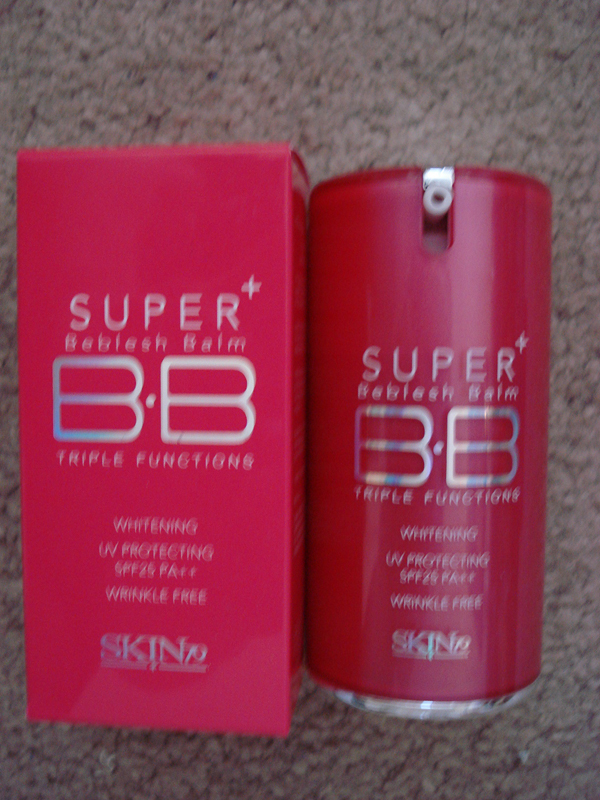 SUPER+
Beblesh Balm
B·B
TRIPLE FUNCTIONS
WHITENING
UV PROTECTING
SPF25 PA++
WRINKLE FREE
SKIN79
SUPER+
Beblesh Balm
B·B
TRIPLE FUNCTIONS
WHITENING
UV PROTECTING
SPF25 PA++
WRINKLE FREE
SKIN79